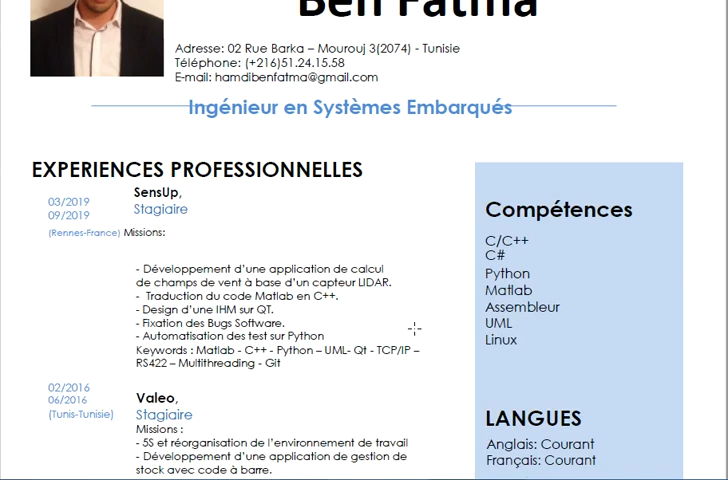 Ben Fatma
Adresse: 02 Rue Barka – Mourouj 3(2074) - Tunisie
Téléphone: (+216)51.24.15.58
E-mail: hamdibenfatma@gmail.com
Ingénieur en Systèmes Embarqués
EXPERIENCES PROFESSIONNELLES
03/2019
09/2019
(Rennes-France)
SensUp,
Stagiaire
Missions:
- Développement d’une application de calcul
de champs de vent à base d’un capteur LIDAR.
- Traduction du code Matlab en C++.
- Design d’une IHM sur QT.
- Fixation des Bugs Software.
- Automatisation des test sur Python
Keywords : Matlab - C++ - Python – UML- Qt - TCP/IP –
RS422 – Multithreading - Git
02/2016
06/2016
(Tunis-Tunisie)
Valeo,
Stagiaire
Missions :
- 5S et réorganisation de l’environnement de travail
- Développement d’une application de gestion de
stock avec code à barre.
Compétences
C/C++
C#
Python
Matlab
Assembleur
UML
Linux
LANGUES
Anglais: Courant
Français: Courant